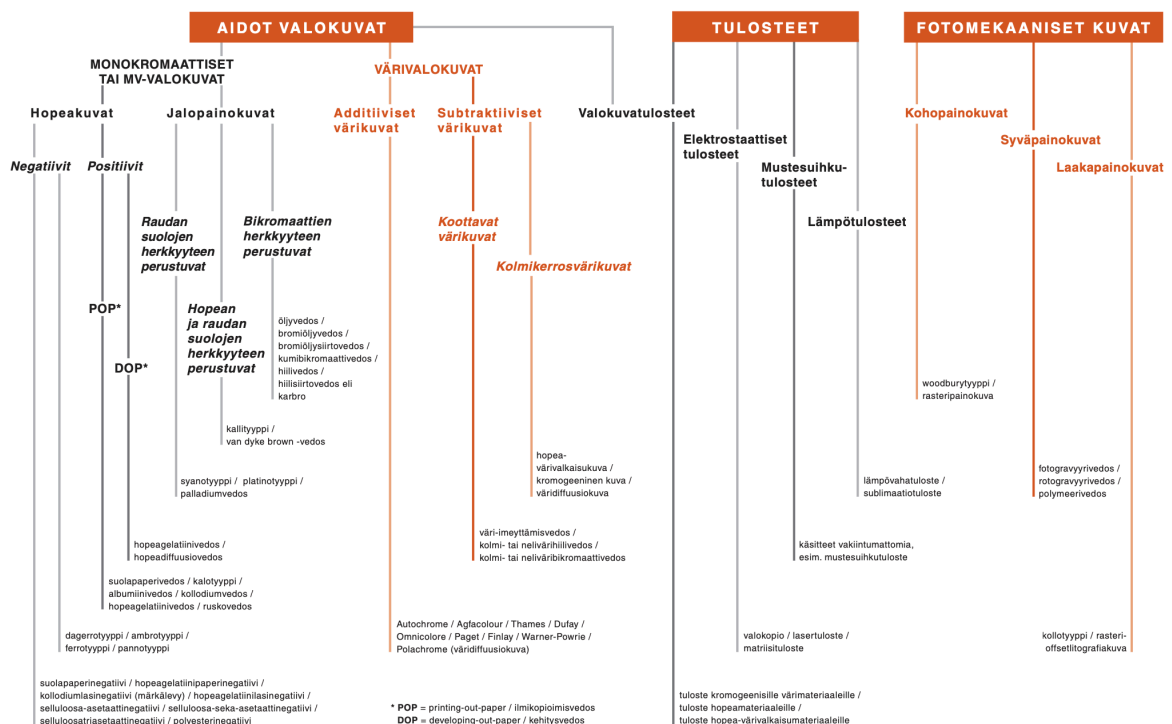 AIDOT VALOKUVAT
TULOSTEET
FOTOMEKAANISET KUVAT
MONOKROMAATTISET
TAI MV-VALOKUVAT
VÄRIVALOKUVAT
Hopeakuvat
Jalopainokuvat
Additiiviset
värikuvat
Subtraktiiviset
värikuvat
Valokuvatulosteet
Kohopainokuvat
Elektrostaattiset
tulosteet
Syväpainokuvat
Negatiivit
Positiivit
Mustesuihku-
tulosteet
Laakapainokuvat
Raudan
suolojen
herkkyyteen
perustuvat
Bikromaattien
herkkyyteen
perustuvat
Koottavat
värikuvat
Lämpötulosteet
Kolmikerrosvärikuvat
POP*
Hopean
ja raudan
suolojen
herkkyyteen
perustuvat
öljyvedos /
bromiöljyvedos /
bromiöljysiirtovedos /
kumibikromaattivedos /
hiilivedos /
hiilisiirtovedos eli
karbro
DOP*
woodburytyyppi /
rasteripainokuva
kallityyppi /
van dyke brown -vedos
hopea-
värivalkaisukuva /
kromogeeninen kuva /
väridiffuusiokuva
syanotyyppi / platinotyyppi /
palladiumvedos
lämpövahatuloste /
sublimaatiotuloste
fotogravyyrivedos /
rotogravyyrivedos /
polymeerivedos
hopeagelatiinivedos /
hopeadiffuusiovedos
väri-imeyttämisvedos /
kolmi- tai nelivärihiilivedos /
kolmi- tai neliväribikromaattivedos
käsitteet vakiintumattomia,
esim. mustesuihkutuloste
suolapaperivedos / kalotyyppi /
albumiinivedos / kollodiumvedos /
hopeagelatiinivedos / ruskovedos
dagerrotyyppi / ambrotyyppi /
ferrotyyppi / pannotyyppi
Autochrome / Agfacolour / Thames / Dufay /
Omnicolore / Paget / Finlay / Warner-Powrie /
Polachrome (väridiffuusiokuva)
valokopio / lasertuloste /
matriisituloste
kollotyyppi / rasteri-
offsetlitografiakuva
suolapaperinegatiivi / hopeagelatiinipaperinegatiivi /
kollodiumlasinegatiivi (märkälevy) / hopeagelatiinilasinegatiivi /
selluloosa-asetaattinegatiivi / selluloosa-seka-asetaattinegatiivi /
selluloosatriasetaattinegatiivi / polyesterinegatiivi
* POP = printing-out-paper / ilmikopioimisvedos
DOP = developing-out-paper / kehitysvedos
tuloste kromogeenisille värimateriaaleille /
tuloste hopeamateriaaleille /
tuloste hopea-värivalkaisumateriaaleille